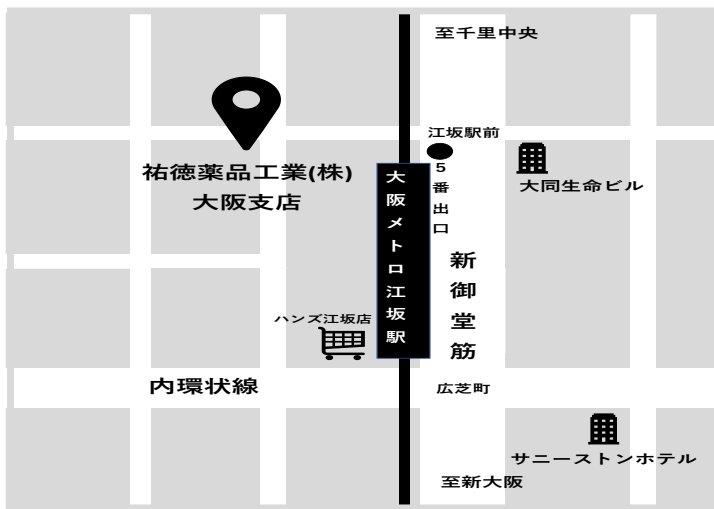 至千里中央
江坂駅前
5番出口
祐徳薬品工業(株)
大阪支店
大同生命ビル
大阪メトロ江坂駅
新御堂筋
ハンズ江坂店
内環状線
広芝町
サニーストンホテル
至新大阪